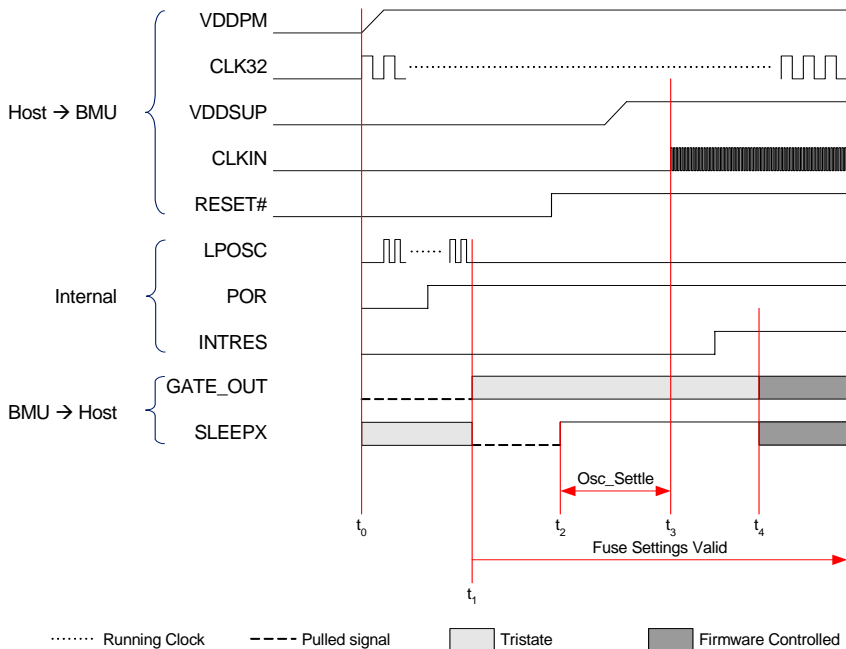 VDDPM
CLK32
Host → BMU
VDDSUP
CLKIN
RESET#
LPOSC
Internal
POR
INTRES
GATE_OUT
BMU → Host
SLEEPX
Osc_Settle
t0
t2
t3
t4
Fuse Settings Valid
t1
Running Clock
Pulled signal
Tristate
Firmware Controlled